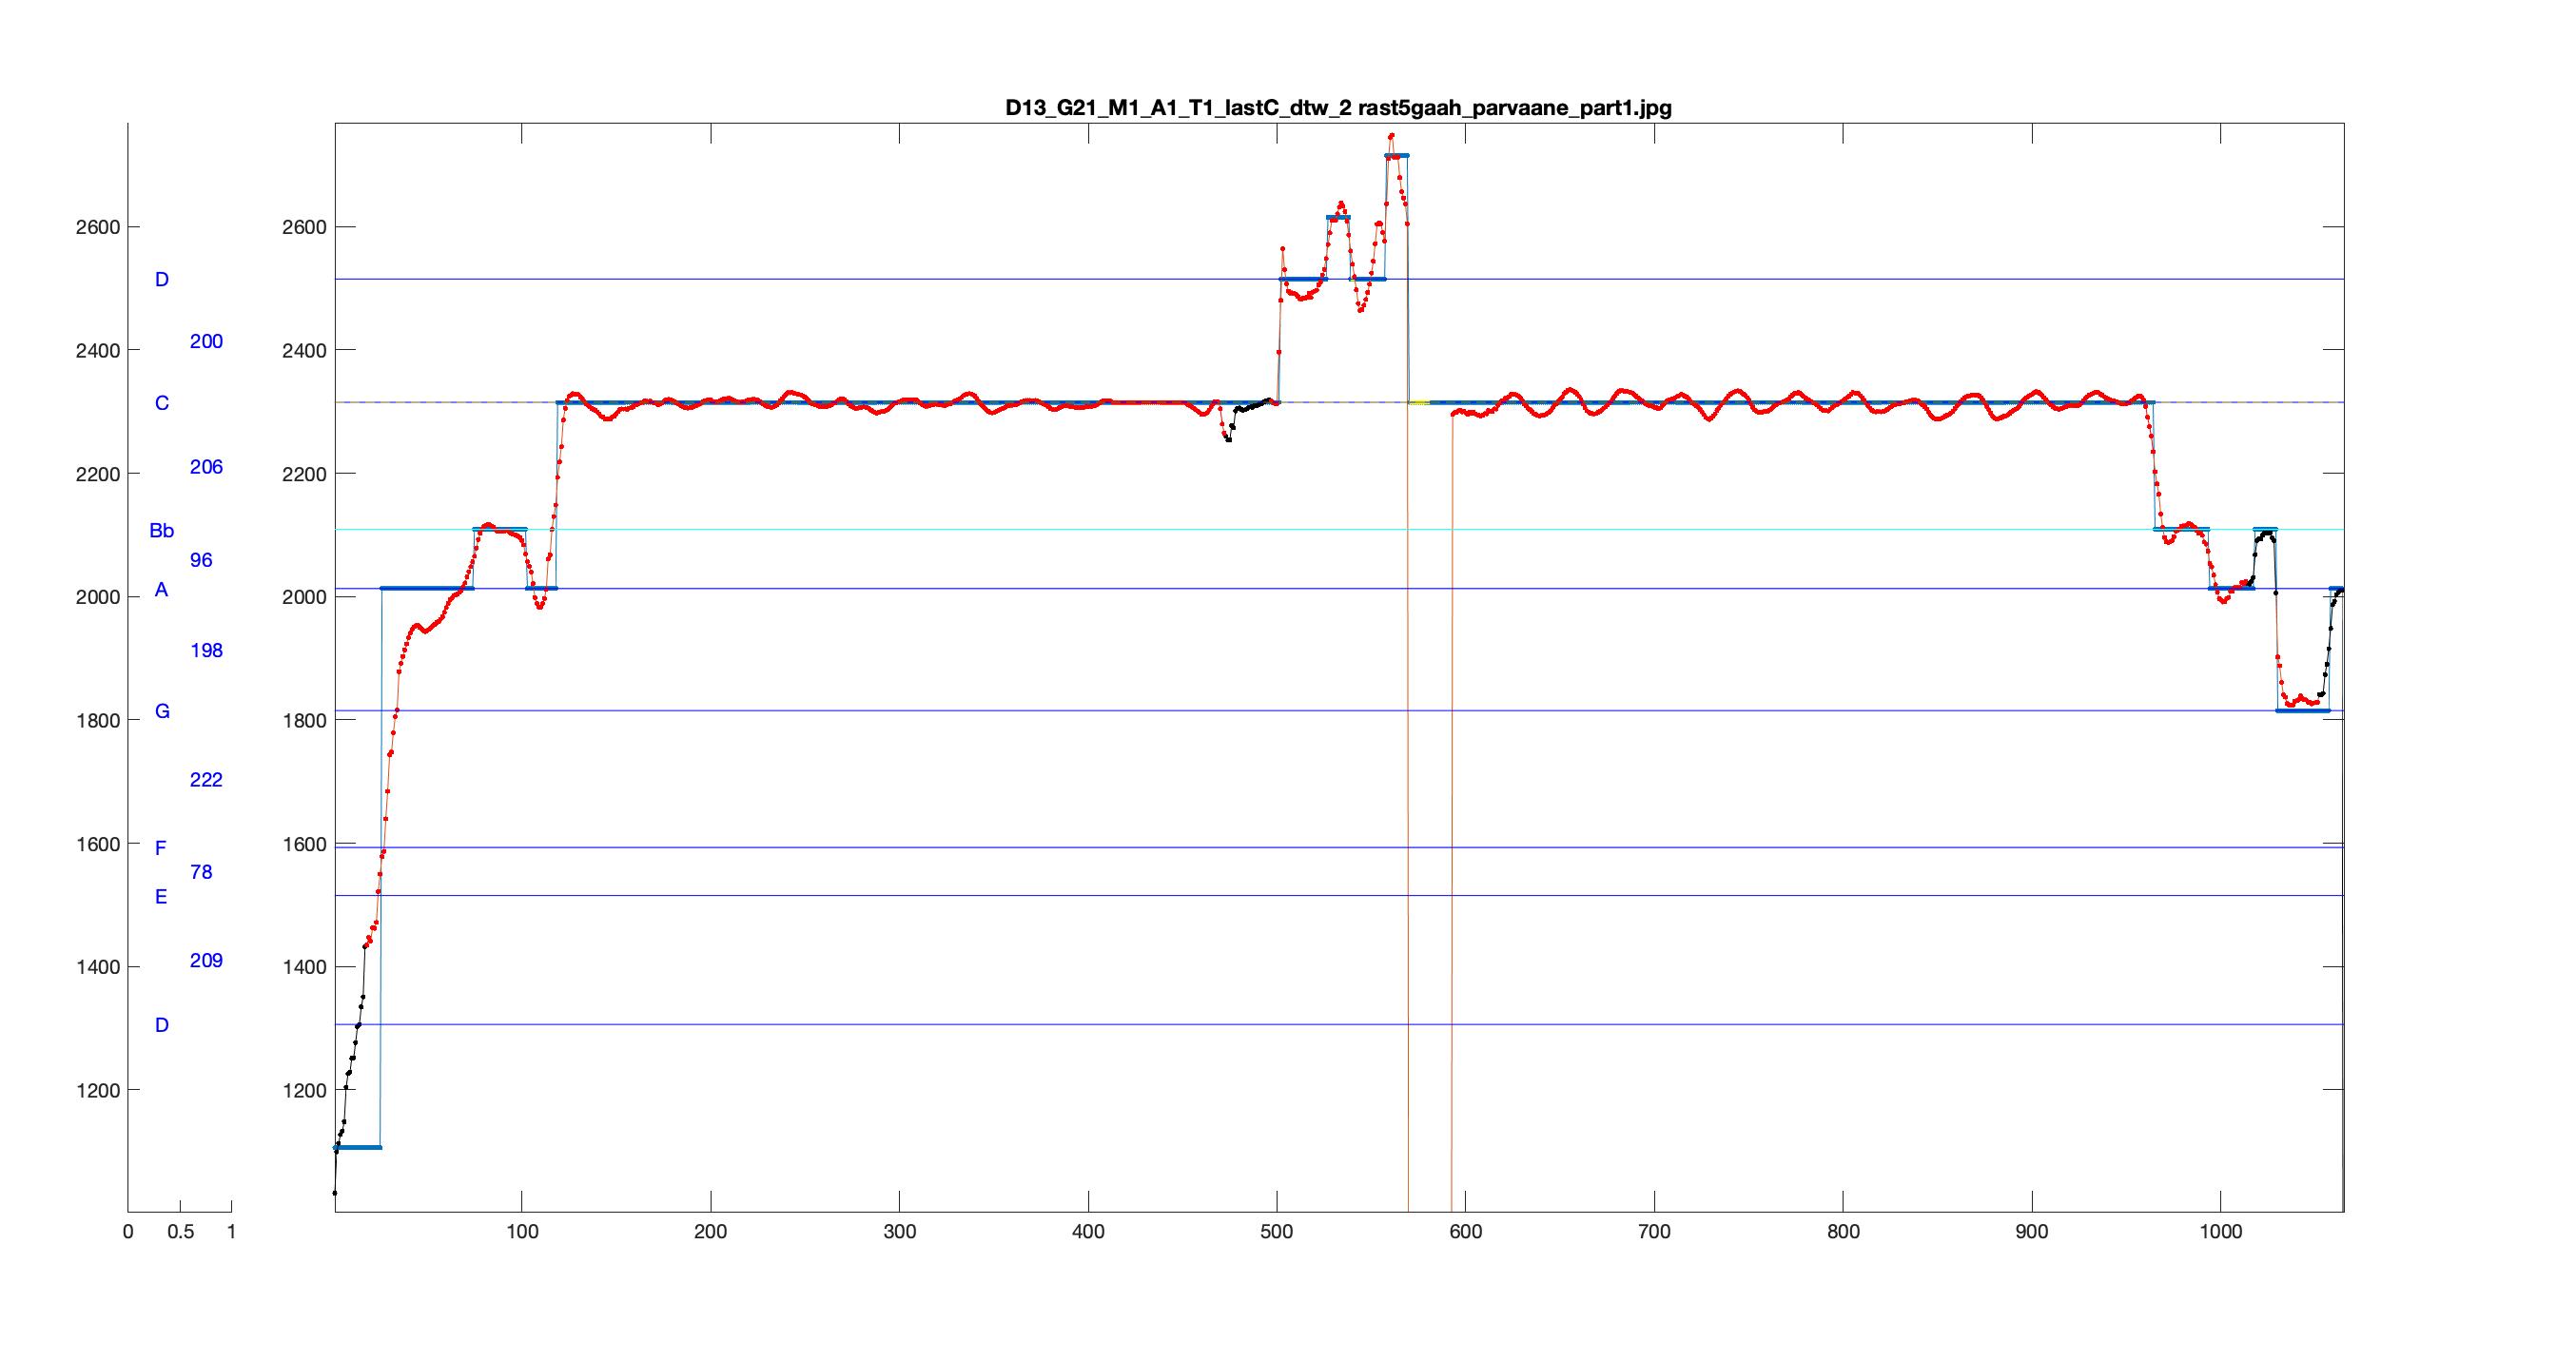 D13_G21_M1_A1_T1_lastC_dtw_2 rast5gaah_parvaane_part1.jpg
2600 2600
D
200
2400 2400
C
206
2200 2200
Bb
96
A
2000 2000
198
G
1800 1800
222
1600 F 1600
78
E
209
1400 1400
D
1200 1200
0 0.5 1 100 200 300 400 500 600 700 800 900 1000